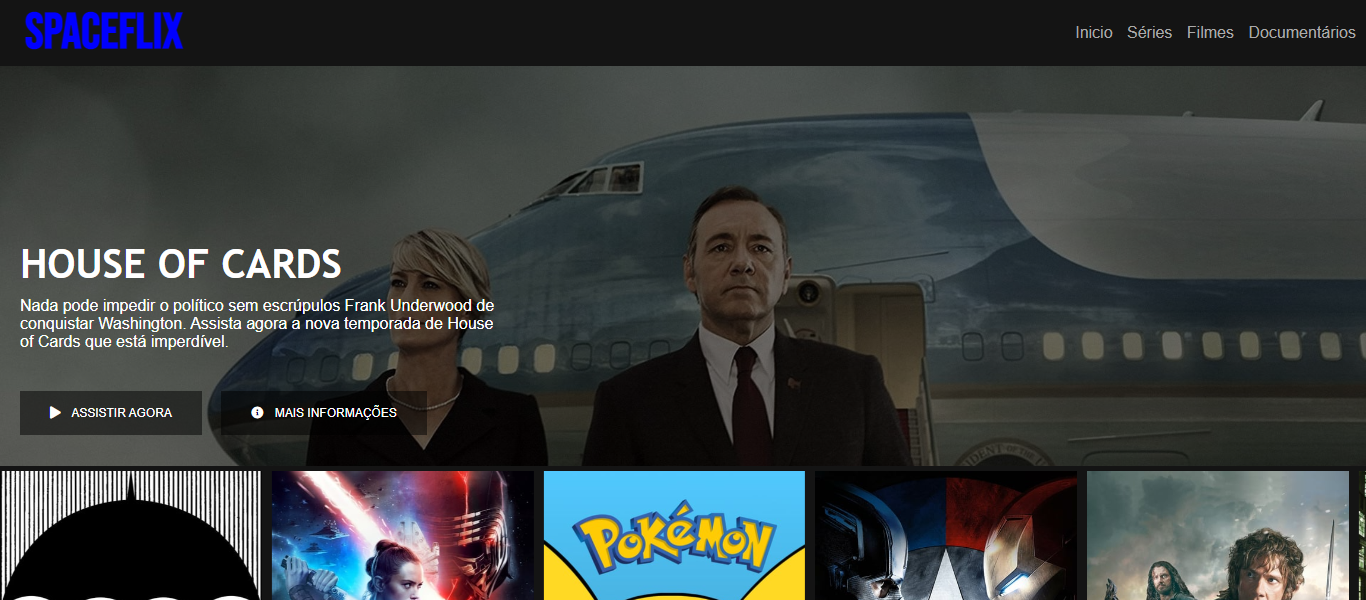 SPACEFLIX
Inicio Séries Filmes Documentários
HOUSE OF CARDS
Nada pode impedir o político sem escrúpulos Frank Underwood de
conquistar Washington. Assista agora a nova temporada de House
of Cards que está imperdível.
ASSISTIR AGORA
MAIS INFORMAÇÕES
POKéMON